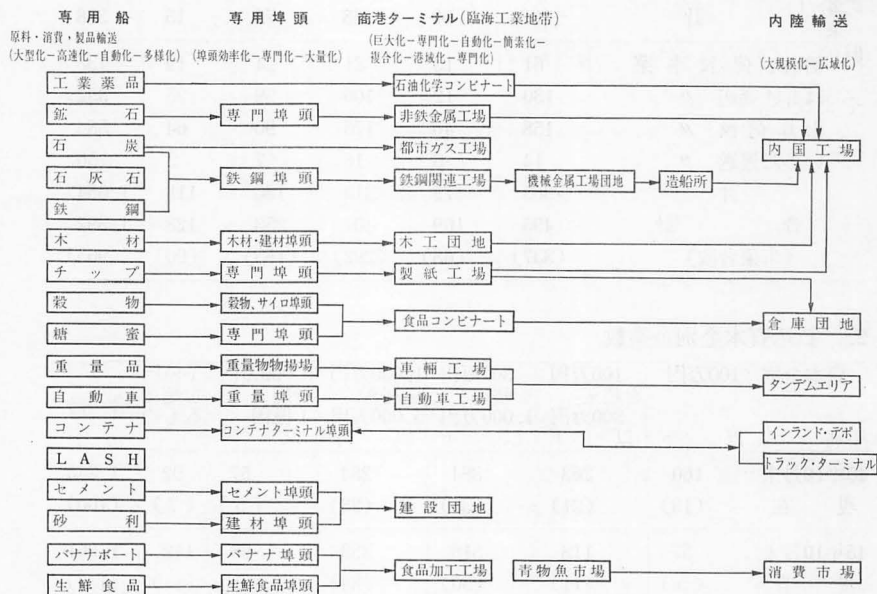 専用船 専用埠頭 商港ターミナル(臨海工業地帯) 内陸輸送
原料・消費・製品輸送
(大型化−高速化−自動化−多様化) (埠頭効率化−専門化−大量化) (巨大化−専門化−自動化−簡素化− (大規模化−広域化)
複合化−港域化−専門化)
工業薬品 石油化学コンビナート
鉱石 専門埠頭 非鉄金属工場
石炭 都市ガス工場 内国工場
石灰石 鉄鋼埠頭 鉄鋼関連工場 機械金属工場団地 造船所
鉄鋼
木材 木材・建材埠頭 木工団地
チップ 専門埠頭 製紙工場
穀物 穀物、サイロ埠頭
食品コンビナート 倉庫団地
糖蜜 専門埠頭
重量品 重量物物揚場 車輌工場
タンデムエリア
自動車 重量埠頭 自動車工場
コンテナ コンテナターミナル埠頭 インランド・デポ
LASH トラック・ターミナル
セメント セメント埠頭
建設団地
砂利 建材埠頭
バナナボート バナナ埠頭
食品加工工場 青物魚市場 消費市場
生鮮食品 生鮮食品埠頭